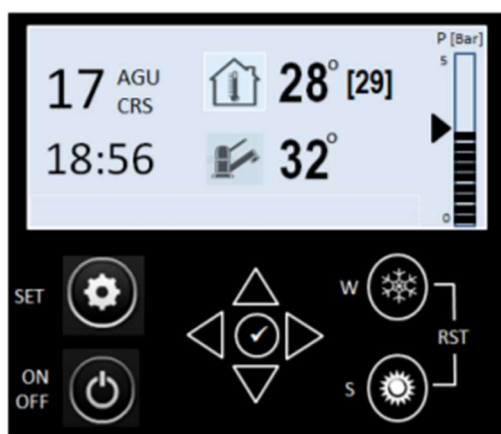 P [Bar]
5
17 AGU
CRS
28° [29]
18:56
32°
0
SET
W
RST
ON
OFF
S